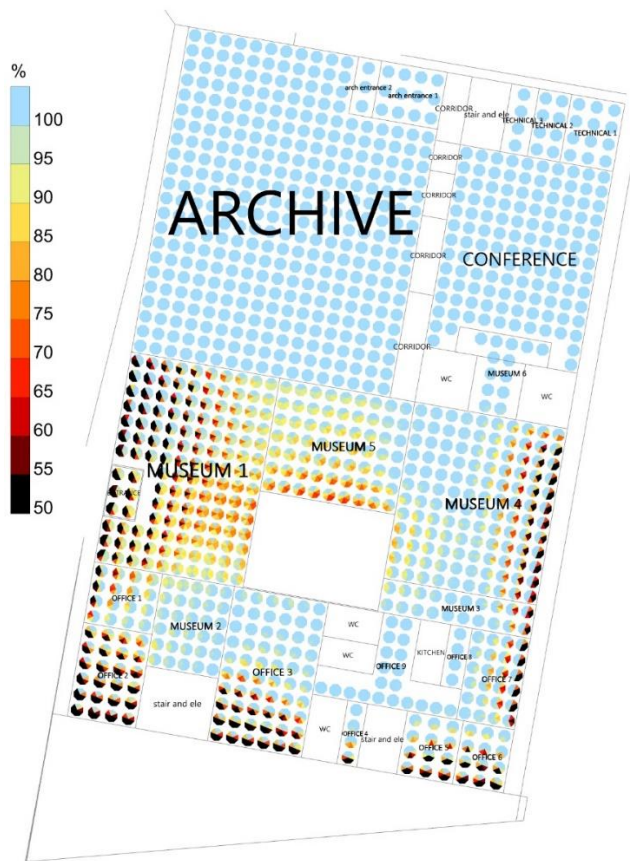 %
100
95
90
85
80
75
70
65
60
55
50
arch entrance 2
arch entrance 1
CORRIDOR
stair and ele
TECHNICAL 3
TECHNICAL 2
TECHNICAL 1
CORRIDOR
CORRIDOR
ARCHIVE
CORRIDOR
CONFERENCE
CORRIDOR
WC
MUSEUM 6
WC
MUSEUM 5
MUSEUM 1
ENTRANCE
MUSEUM 4
OFFICE 1
MUSEUM 2
MUSEUM 3
WC
WC
KITCHEN
OFFICE 8
OFFICE 9
OFFICE 2
OFFICE 3
OFFICE 7
stair and ele
WC
OFFICE 4
stair and ele
OFFICE 5
OFFICE 6